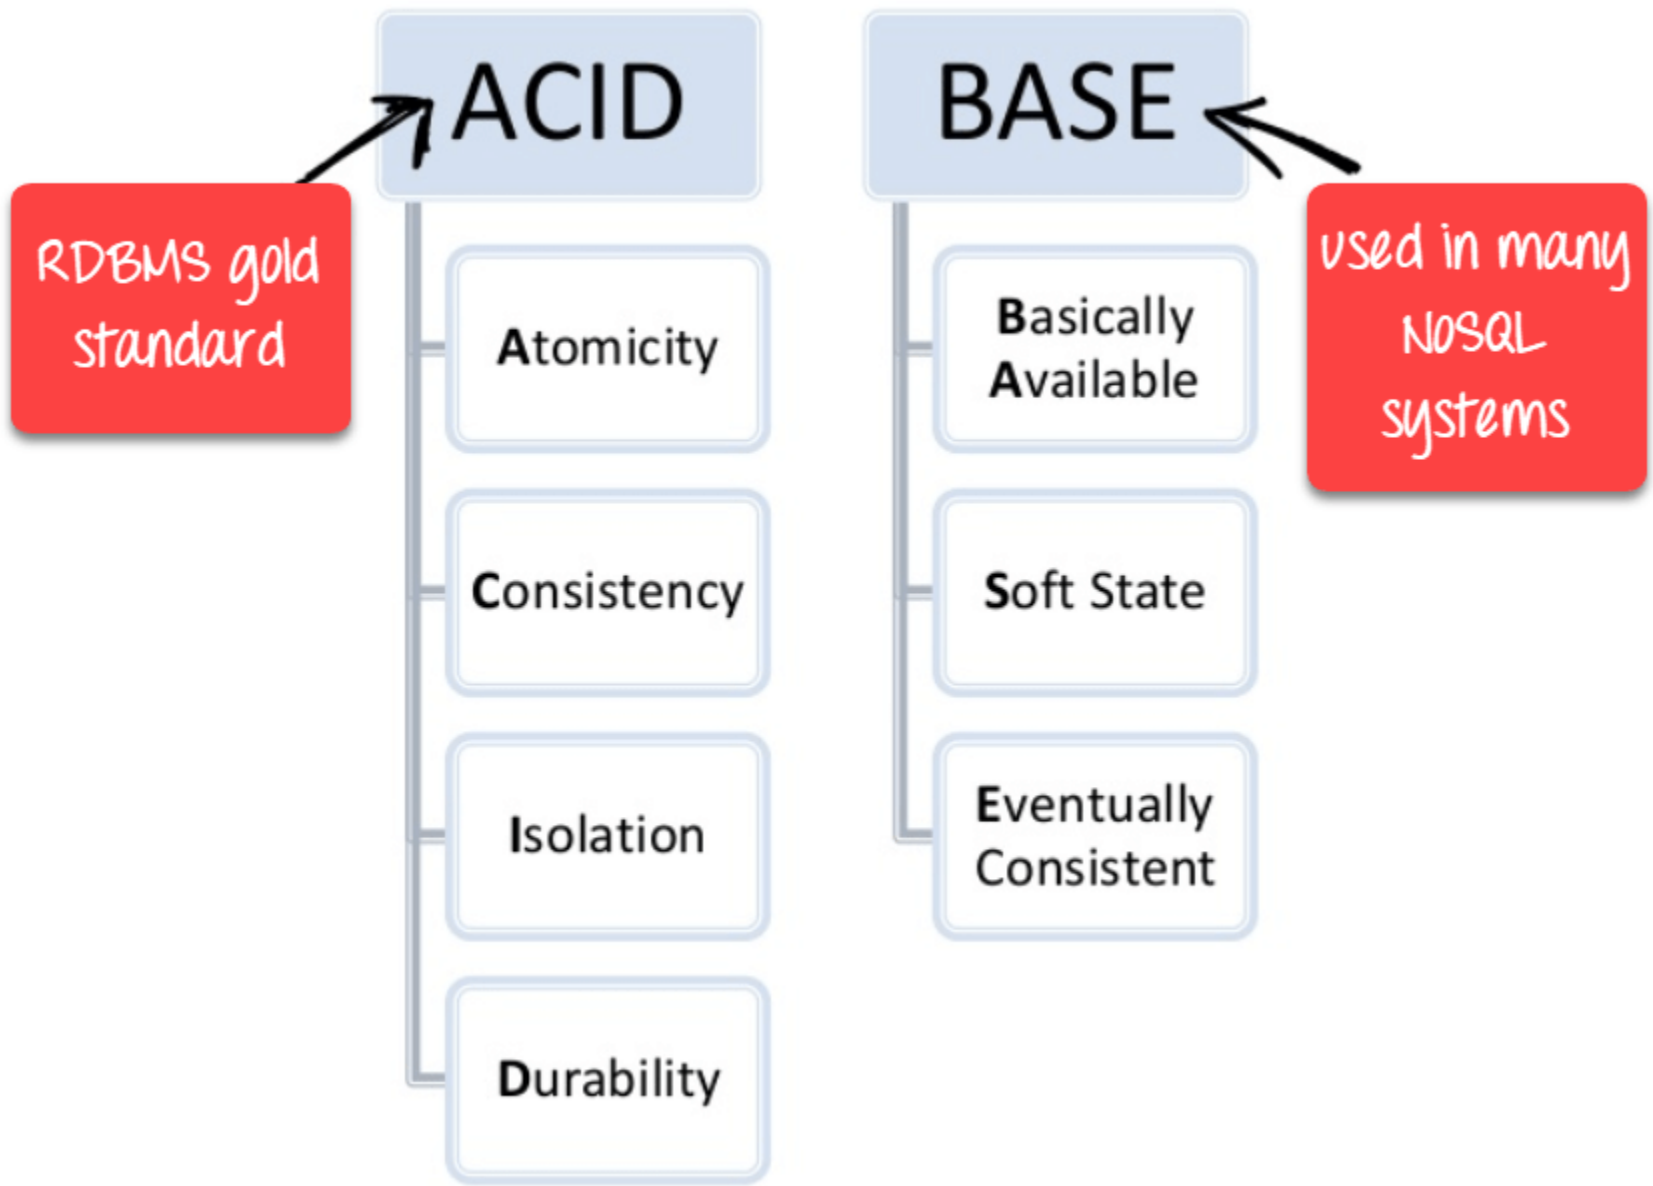 ACID
BASE
RDBMS gold
standard
used in many
NOSQL
systems
Atomicity
Consistency
Isolation
Durability
Basically
Available
Soft State
Eventually
Consistent